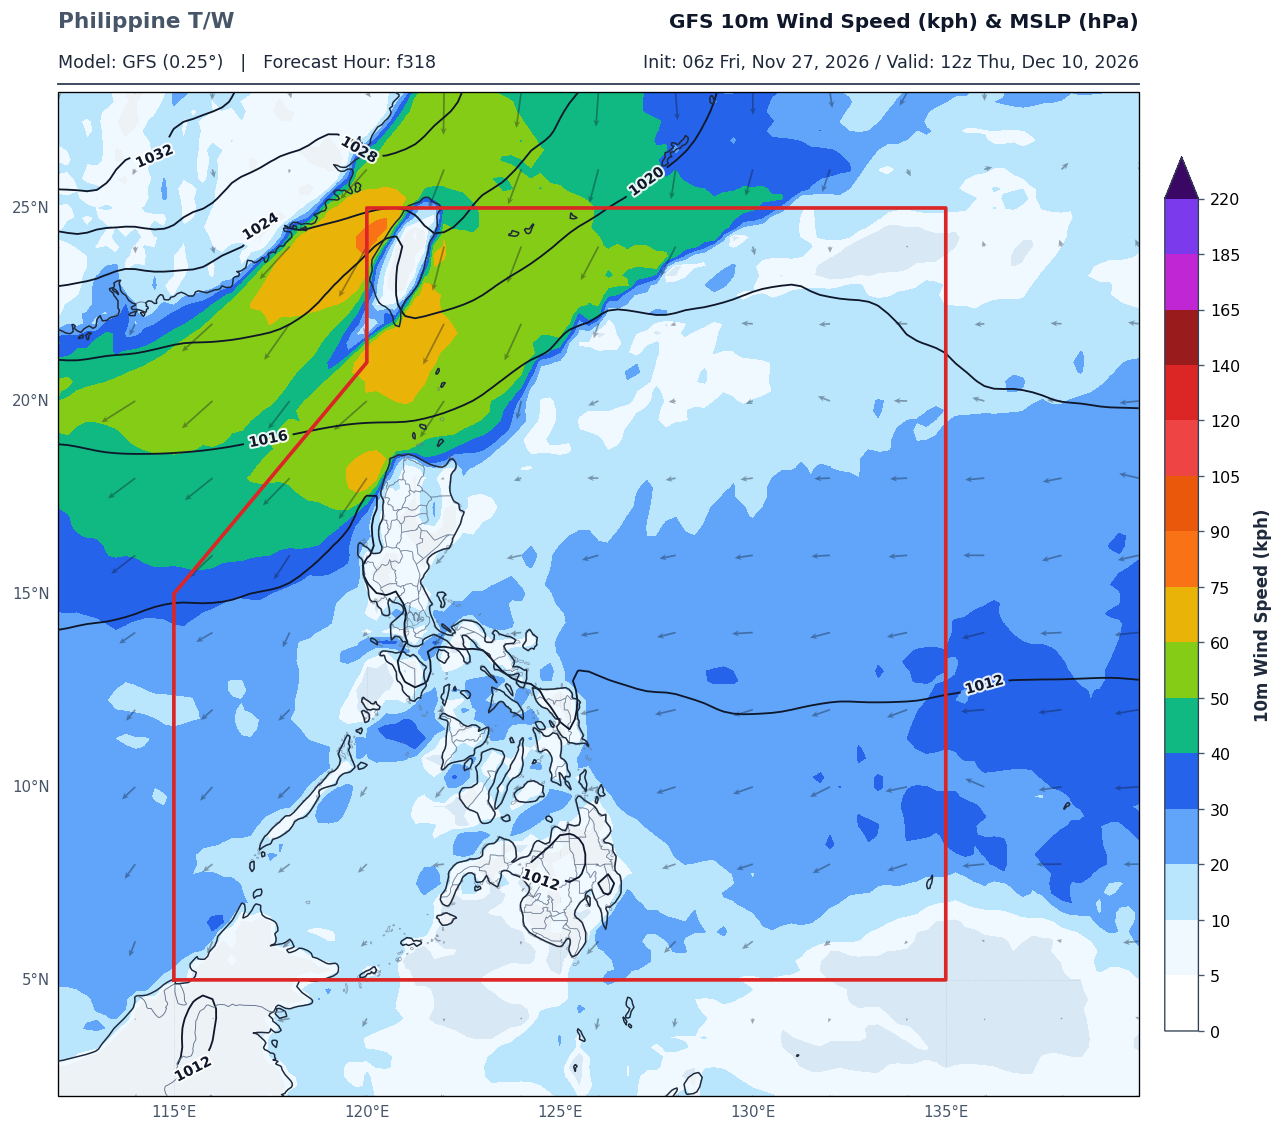 Philippine T/W
GFS 10m Wind Speed (kph) & MSLP (hPa)
Model: GFS (0.25°)   |   Forecast Hour: f318
Init: 06z Fri, Nov 27, 2026 / Valid: 12z Thu, Dec 10, 2026
1032
1028
1024
1020
1016
1012
1012
1012
25°N
20°N
15°N
10°N
5°N
115°E
120°E
125°E
130°E
135°E
220
185
165
140
120
105
90
75
60
50
40
30
20
10
5
0
10m Wind Speed (kph)